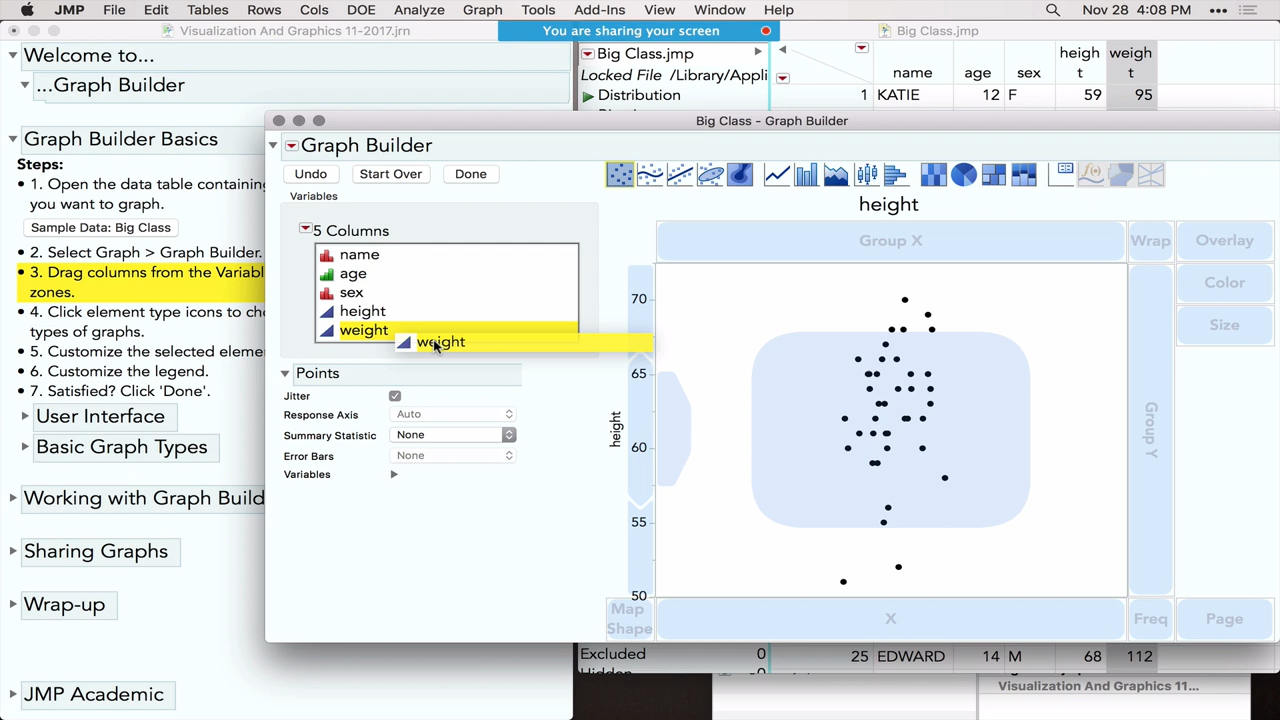 JMP File Edit Tables Rows Cols DOE Analyze Graph Tools Add-Ins View Window Help Nov 28 4:08 PM
Visualization And Graphics 11-2017.jrn
You are sharing your screen
Big Class.jmp
Welcome to...
...Graph Builder
Graph Builder Basics
Steps:
• 1. Open the data table containing
you want to graph.
Sample Data: Big Class
• 2. Select Graph > Graph Builder.
• 3. Drag columns from the Variabl
zones.
• 4. Click element type icons to ch
types of graphs.
• 5. Customize the selected eleme
• 6. Customize the legend.
• 7. Satisfied? Click 'Done'.
User Interface
Basic Graph Types
Working with Graph Build
Sharing Graphs
Wrap-up
JMP Academic
Big Class.jmp
Locked File /Library/Appli
Distribution
name age sex heigh
t weigh
t
1 KATIE 12 F 59 95
Big Class - Graph Builder
Graph Builder
Undo Start Over Done
Variables
5 Columns
name
age
sex
height
weight
weight
Points
Jitter
Response Axis Auto
Summary Statistic None
Error Bars None
Variables
height
Group X
Wrap
Overlay
Color
Size
Group Y
height
70
65
60
55
50
Map
Shape
X
Freq
Page
Excluded 0
25 EDWARD 14 M 68 112
Visualization And Graphics 11...